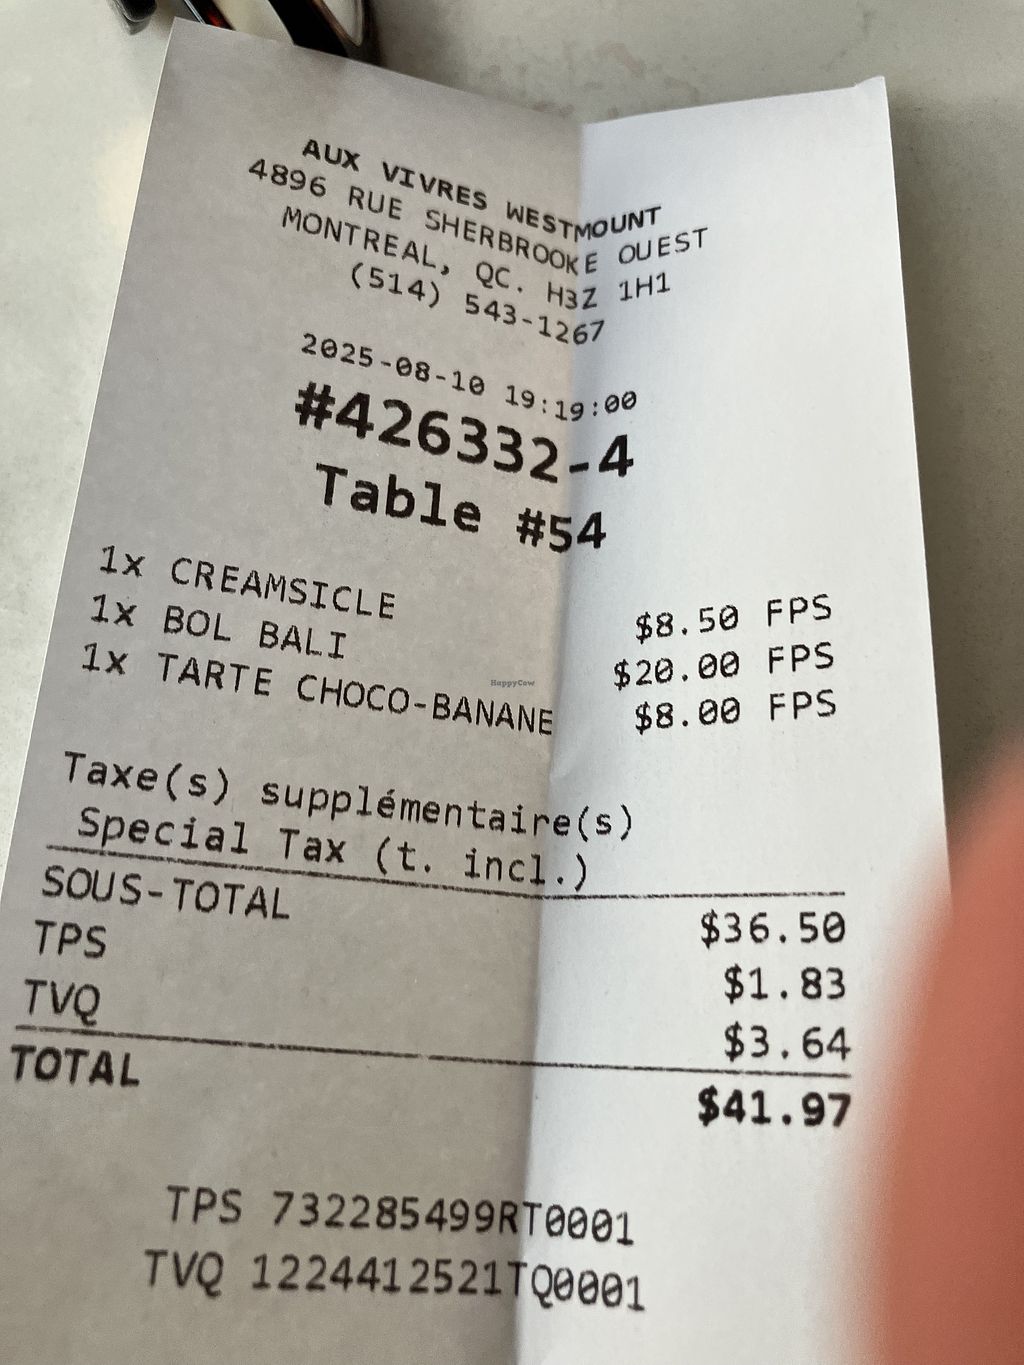 AUX VIVRES WESTMOUNT
4896 RUE SHERBROOKE OUEST
MONTREAL, QC. H3Z 1H1
(514) 543-1267
2025-08-10 19:19:00
#426332-4
Table #54
1x CREAMSICLE $8.50 FPS
1x BOL BALI $20.00 FPS
1x TARTE CHOCO-BANANE $8.00 FPS
HappyCow
Taxe(s) supplémentaire(s)
Special Tax (t. incl.)
SOUS-TOTAL $36.50
TPS $1.83
TVQ $3.64
TOTAL $41.97
TPS 732285499RT0001
TVQ 1224412521TQ0001